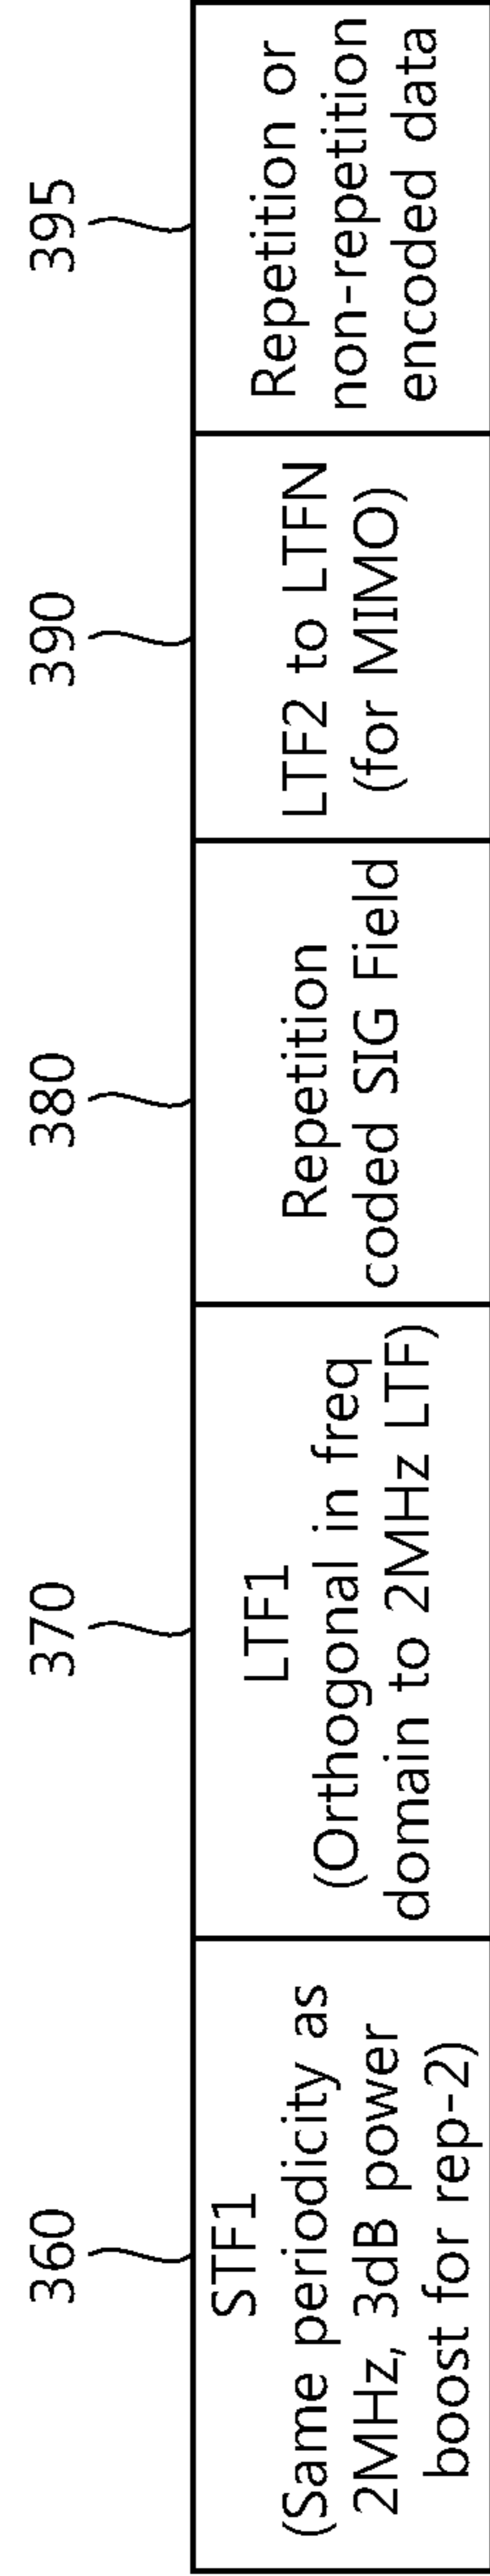 360
STF1
(Same periodicity as
2MHz, 3dB power
boost for rep-2)
370
LTF1
(Orthogonal in freq
domain to 2MHz LTF)
380
Repetition
coded SIG Field
390
LTF2 to LTFN
(for MIMO)
395
Repetition or
non-repetition
encoded data